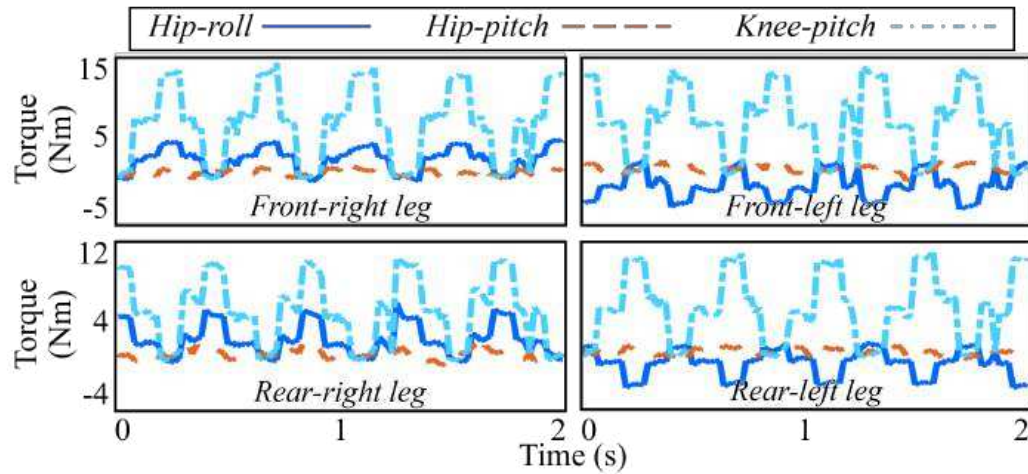 Hip-roll Hip-pitch Knee-pitch
Torque
(Nm)
15
5
-5
Front-right leg
Front-left leg
Torque
(Nm)
12
4
-4
Rear-right leg
Rear-left leg
0 1 2 0 1 2
Time (s)